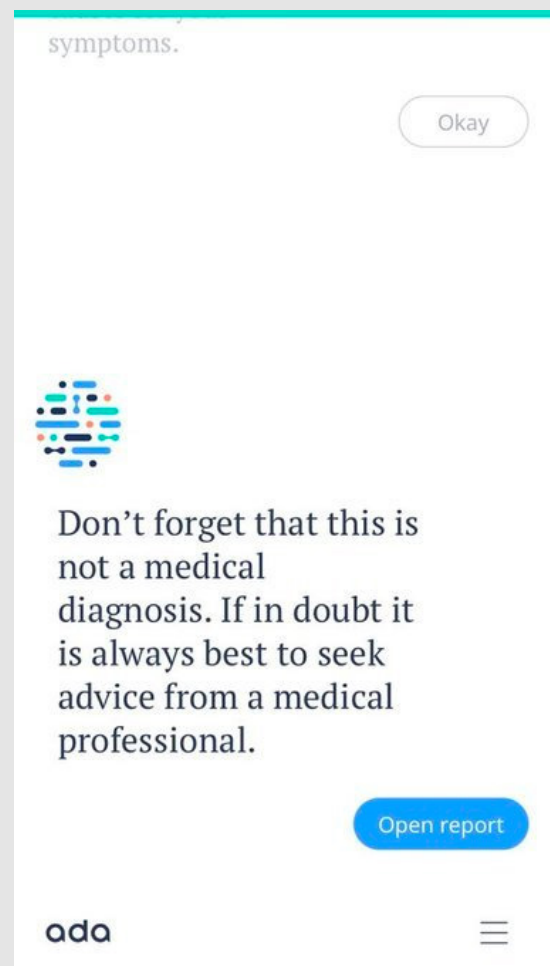 symptoms.
Okay
Don’t forget that this is
not a medical
diagnosis. If in doubt it
is always best to seek
advice from a medical
professional.
Open report
ada